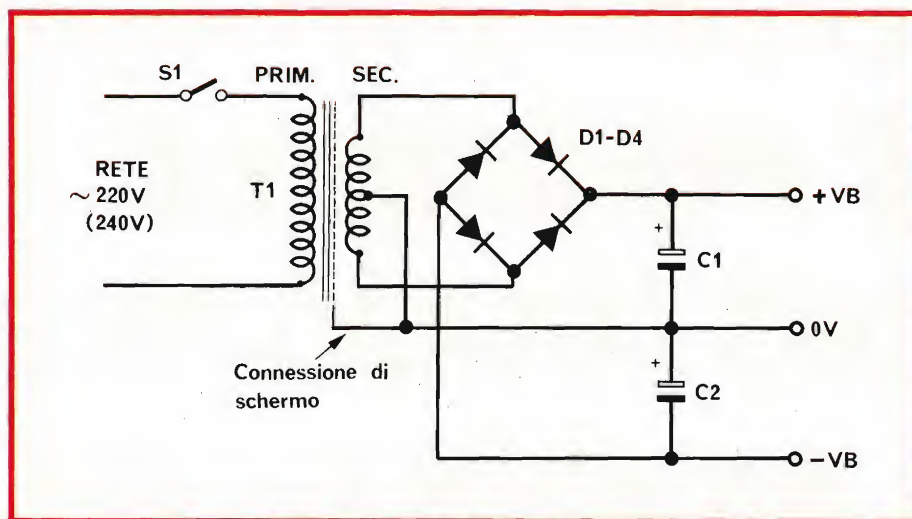 S1
PRIM.
SEC.
D1-D4
RETE
~ 220V
(240V)
T1
+ VB
+
C1
0V
Connessione di
schermo
+
C2
- VB